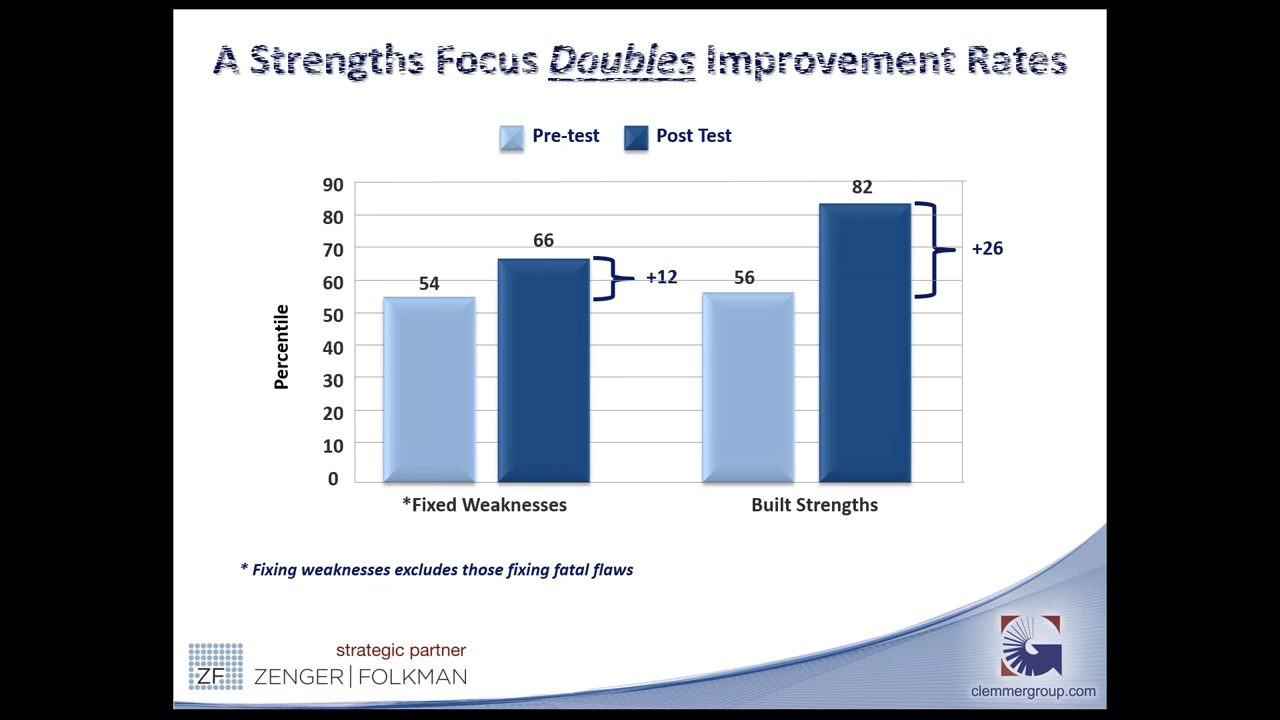 A Strengths Focus Doubles Improvement Rates
Pre-test Post Test
90
80
70
60
50
40
30
20
10
0
Percentile
54
66
+12
56
82
+26
*Fixed Weaknesses
Built Strengths
* Fixing weaknesses excludes those fixing fatal flaws
strategic partner
ZF ZENGER|FOLKMAN
clemmergroup.com